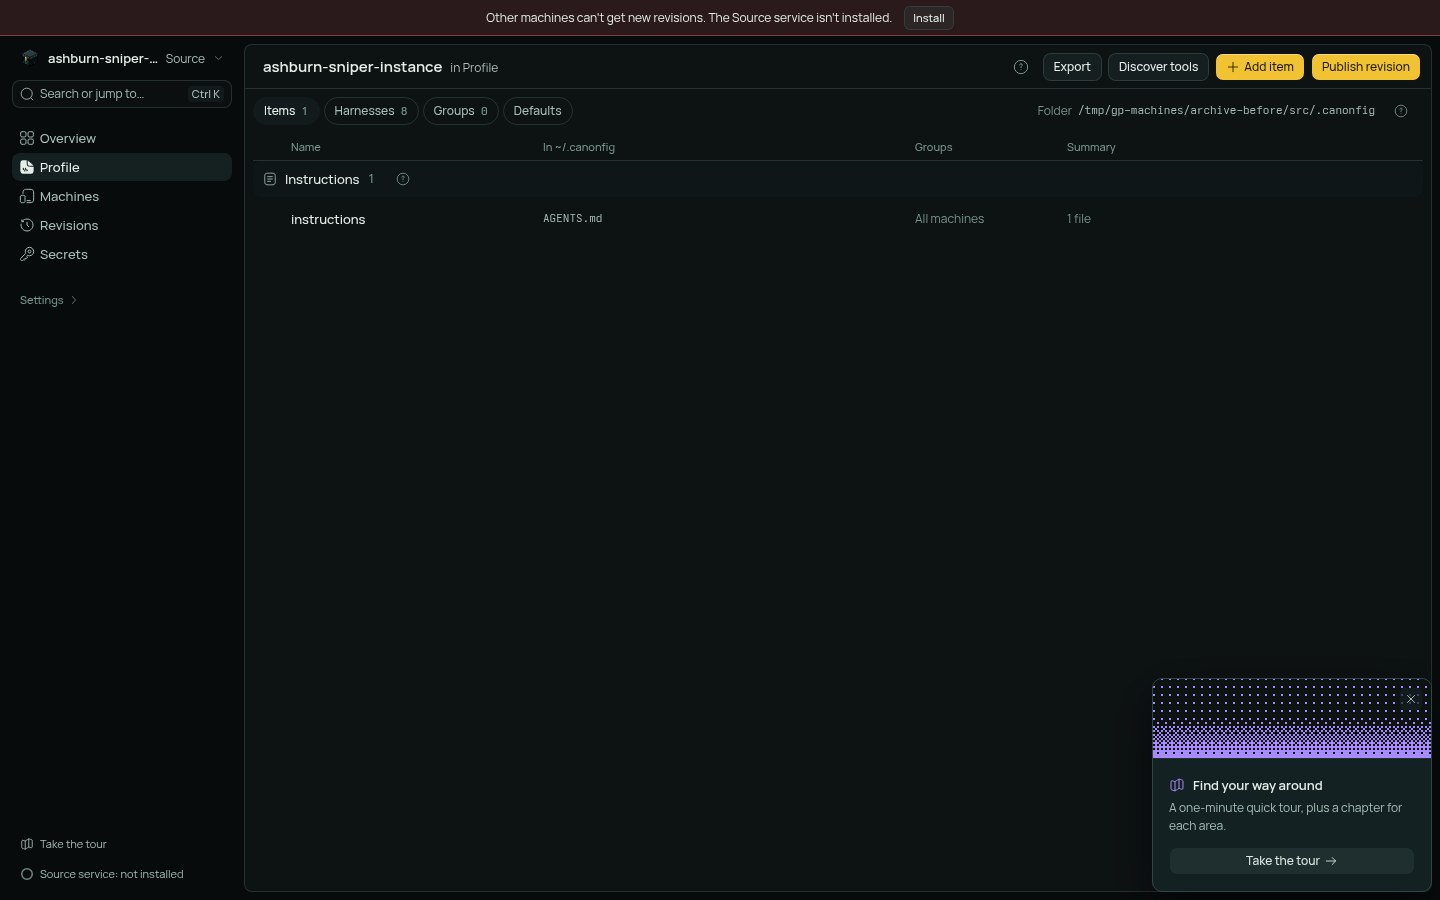 Other machines can't get new revisions. The Source service isn't installed. Install
ashburn-sniper-... Source
Search or jump to... Ctrl K
Overview
Profile
Machines
Revisions
Secrets
Settings
Take the tour
Source service: not installed
ashburn-sniper-instance in Profile
Export Discover tools Add item Publish revision
Items 1 Harnesses 8 Groups 0 Defaults
Folder /tmp/gp-machines/archive-before/src/.canonfig
Name In ~/.canonfig Groups Summary
Instructions 1
instructions AGENTS.md All machines 1 file
Find your way around
A one-minute quick tour, plus a chapter for
each area.
Take the tour